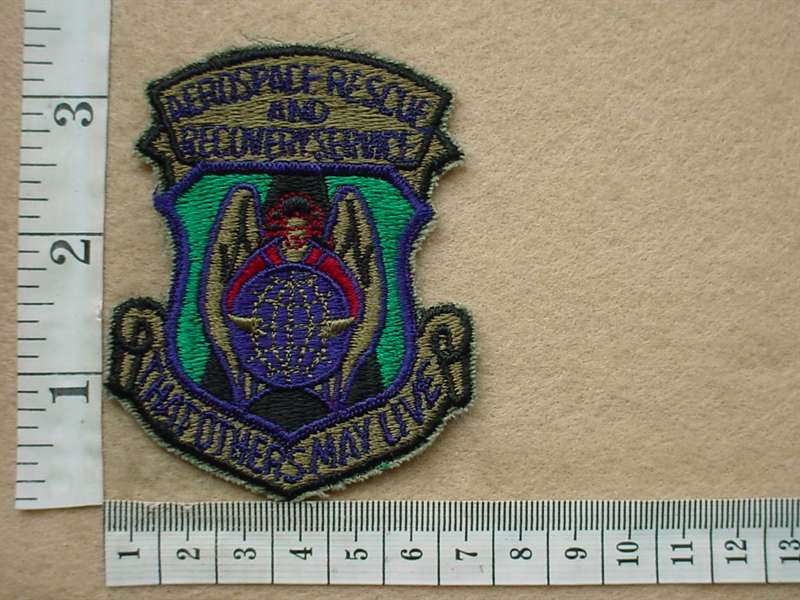 AEROSPACE RESCUE
AND
RECOVERY SERVICE
THAT OTHERS MAY LIVE
3
2
1
1 2 3 4 5 6 7 8 9 10 11 12 13